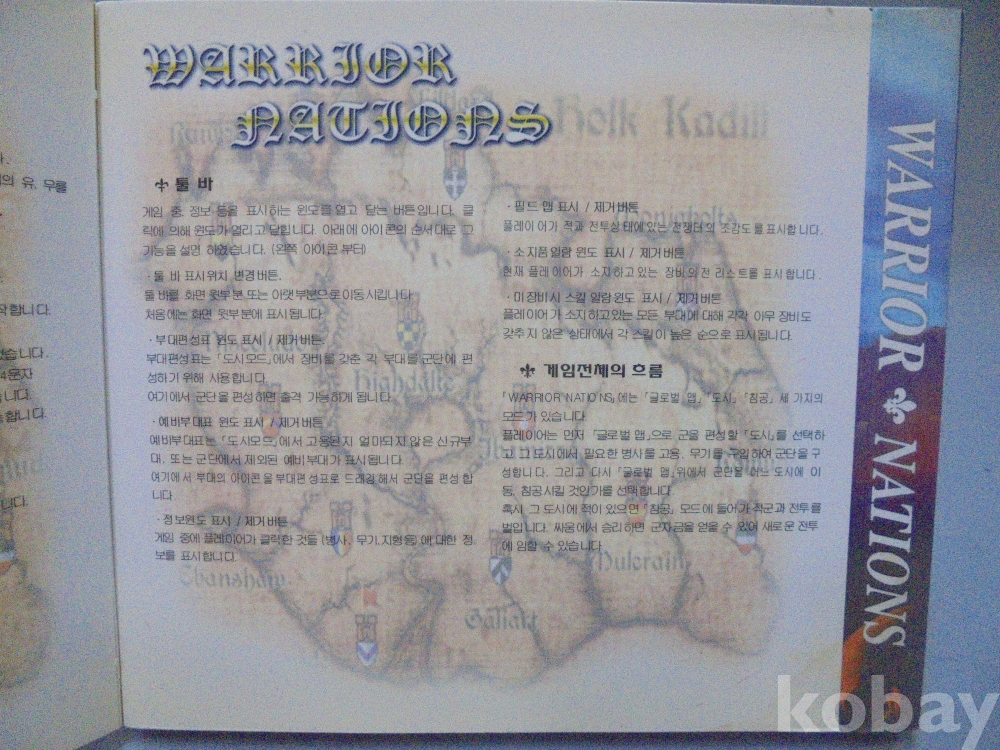 WARRIOR
NATIONS
툴 바
게임 중, 정보 등을 표시하는 윈도를 열고 닫는 버튼입니다. 클
릭에 의해 윈도가 열리고 닫힙니다. 아래에 아이콘의 순서대로 그
기능을 설명 하였습니다. (왼쪽 아이콘 부터)
· 툴 바 표시위치 변경버튼.
툴 바를 화면 윗부분 또는 아랫부분으로 이동시킵니다.
처음에는 화면 윗부분에 표시됩니다.
· 부대편성표 윈도 표시 / 제거버튼.
부대편성표는 「도시모드」에서 장비를 갖춘 각 부대를 군단에 편
성하기 위해 사용합니다.
여기에서 군단을 편성하면 출격 가능하게 됩니다.
· 예비부대표 윈도 표시 / 제거버튼
예비부대표는 「도시모드」에서 고용된지 얼마되지 않은 신규부
대, 또는 군단에서 제외된 예비부대가 표시됩니다.
여기에서 부대의 아이콘을 부대편성표로 드래깅해서 군단을 편성 합
니다.
· 정보윈도 표시 / 제거버튼
게임 중에 플레이어가 클릭한 것들 (병사, 무기, 지형등) 에 대한 정
보를 표시합니다.
· 필드 맵 표시 / 제거버튼
플레이어가 적과 전투상태에 있는 전쟁터의 조감도를 표시합니다.
· 소지품일람 윈도 표시 / 제거버튼
현재 플레이어가 소지하고 있는 장비의 전 리스트를 표시합니다.
· 미장비시 스킬 일람 윈도 표시 / 제거버튼
플레이어가 소지하고 있는 모든 부대에 대해 각각 아무 장비도
갖추지 않은 상태에서 각 스킬이 높은 순으로 표시됩니다.
게임전체의 흐름
「WARRIOR NATIONS」에는 「글로벌 맵」 「도시」 「침공」 세 가지의
모드가 있습니다.
플레이어는 먼저 「글로벌 맵」으로 군을 편성할 「도시」를 선택하
고, 그 도시에서 필요한 병사를 고용, 무기를 구입하여 군단을 구
성합니다. 그리고 다시 「글로벌 맵」위에서 군단을 어느 도시에 이
동, 침공시킬 것인가를 선택합니다.
혹시 그 도시에 적이 있으면 「침공」 모드에 들어가 적군과 전투를
벌입니다. 싸움에서 승리하면 군자금을 얻을 수 있어 새로운 전투
에 임할 수 있습니다.
Holk Kadill
Highdalte
Ebanshaw
Dulcrain
Gallart
WARRIOR NATIONS
의 유, 우를
작합니다.
있습니다.
4문자
니다.
합니다.
니다.
kobay